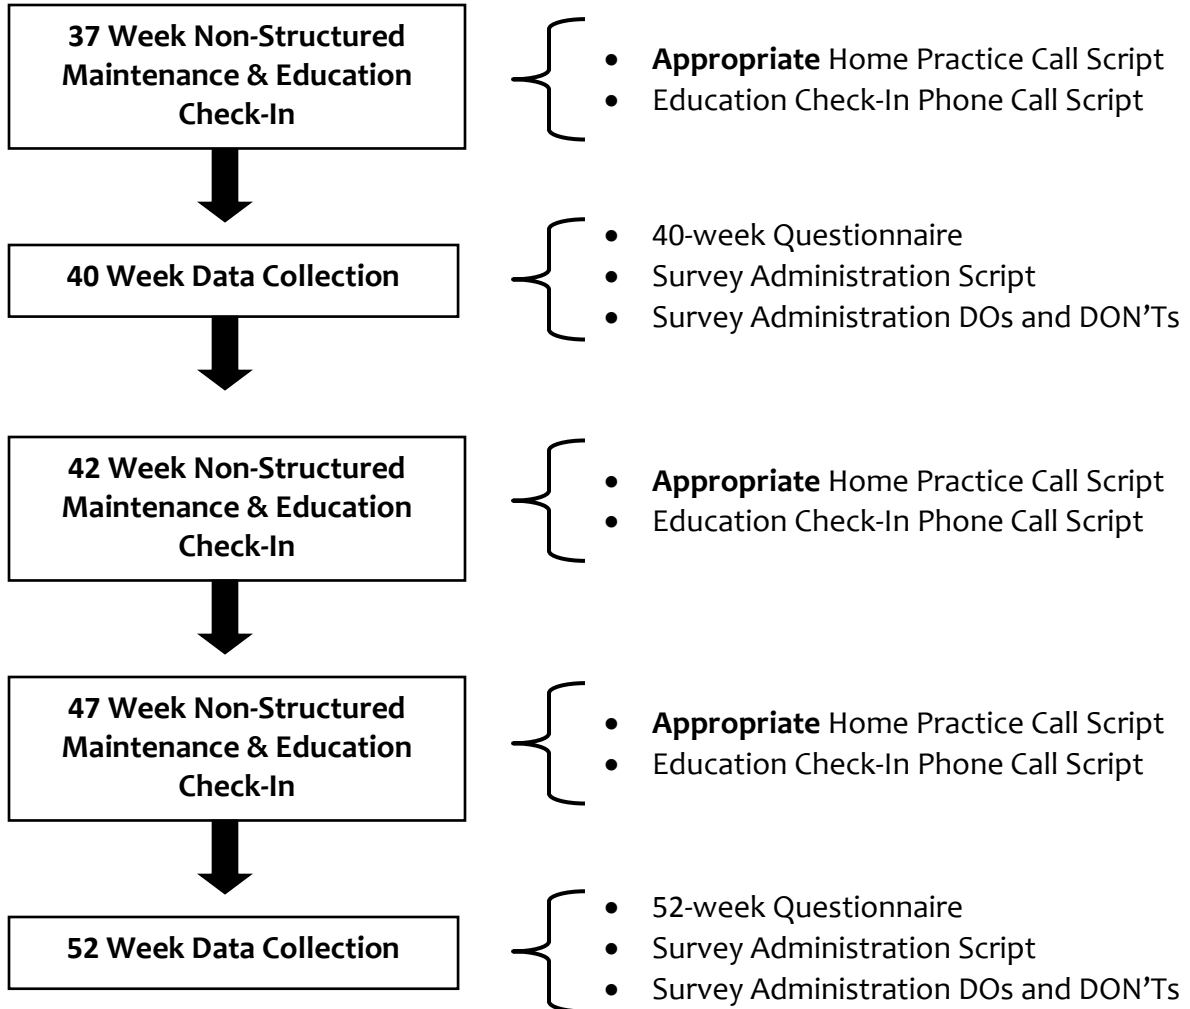 37 Week Non-Structured
Maintenance & Education
Check-In
• Appropriate Home Practice Call Script
• Education Check-In Phone Call Script
40 Week Data Collection
• 40-week Questionnaire
• Survey Administration Script
• Survey Administration DOs and DON’Ts
42 Week Non-Structured
Maintenance & Education
Check-In
• Appropriate Home Practice Call Script
• Education Check-In Phone Call Script
47 Week Non-Structured
Maintenance & Education
Check-In
• Appropriate Home Practice Call Script
• Education Check-In Phone Call Script
52 Week Data Collection
• 52-week Questionnaire
• Survey Administration Script
• Survey Administration DOs and DON’Ts